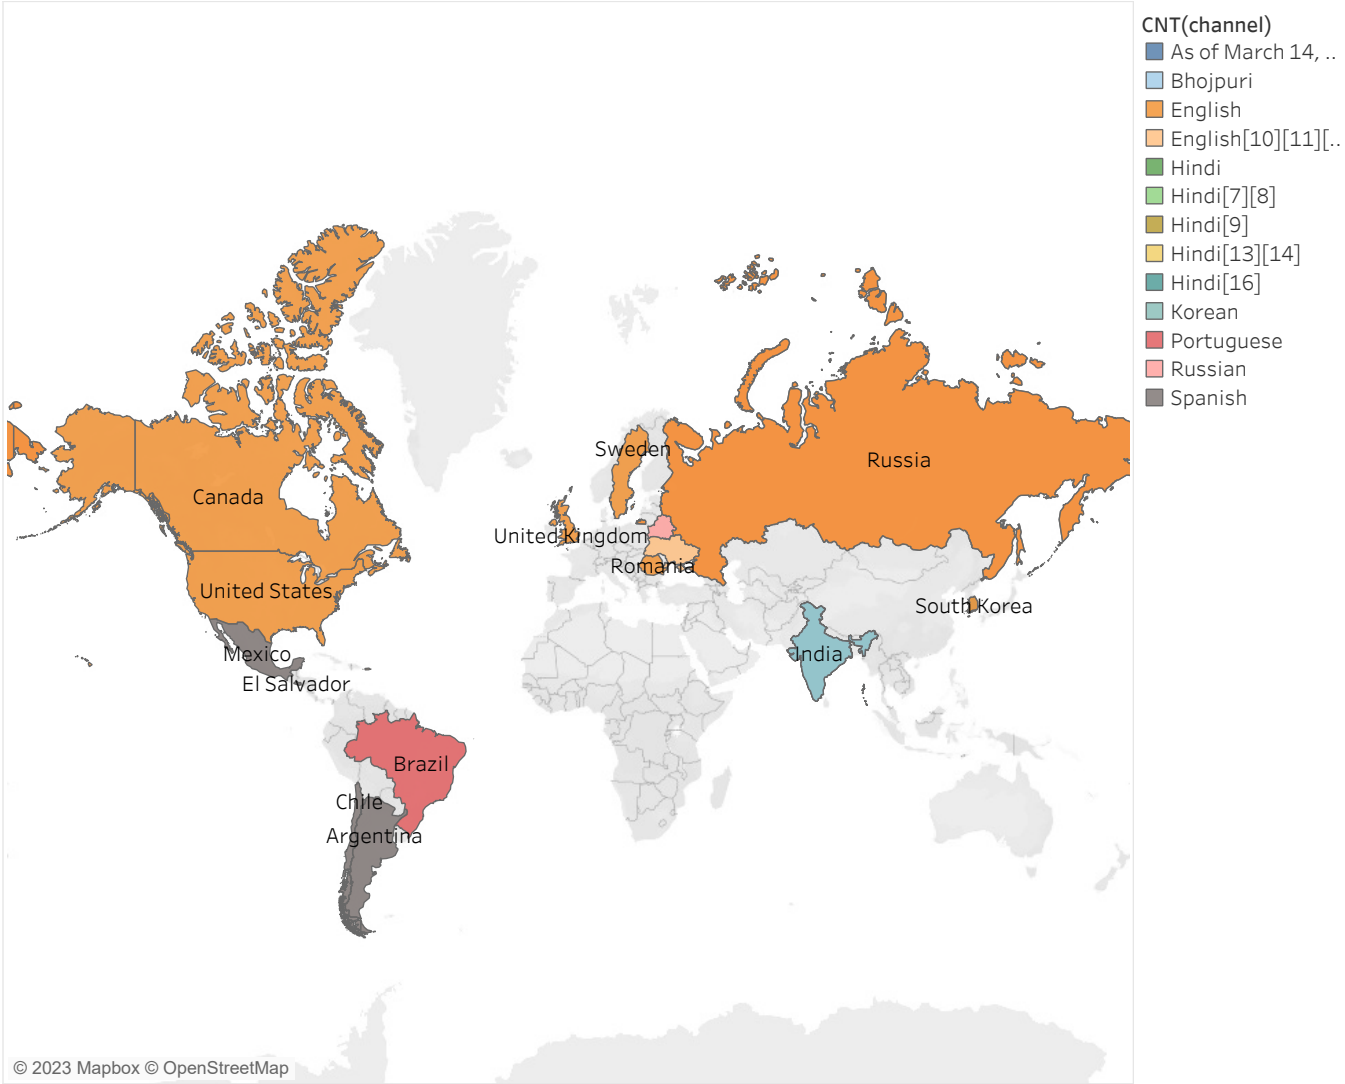 CNT(channel)
As of March 14, ..
Bhojpuri
English
English[10][11][..
Hindi
Hindi[7][8]
Hindi[9]
Hindi[13][14]
Hindi[16]
Korean
Portuguese
Russian
Spanish
Sweden
Russia
Canada
United Kingdom
Romania
United States
South Korea
Mexico
India
El Salvador
Brazil
Chile
Argentina
© 2023 Mapbox © OpenStreetMap